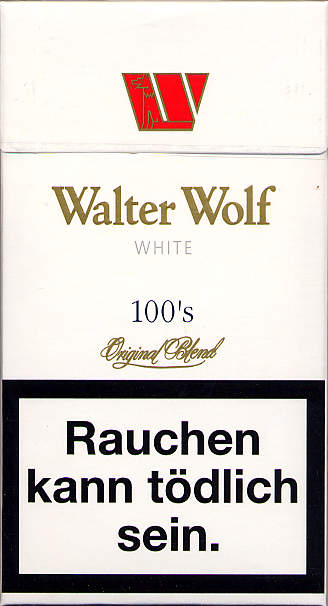 Walter Wolf
WHITE
100's
Original Blend
Rauchen
kann tödlich
sein.